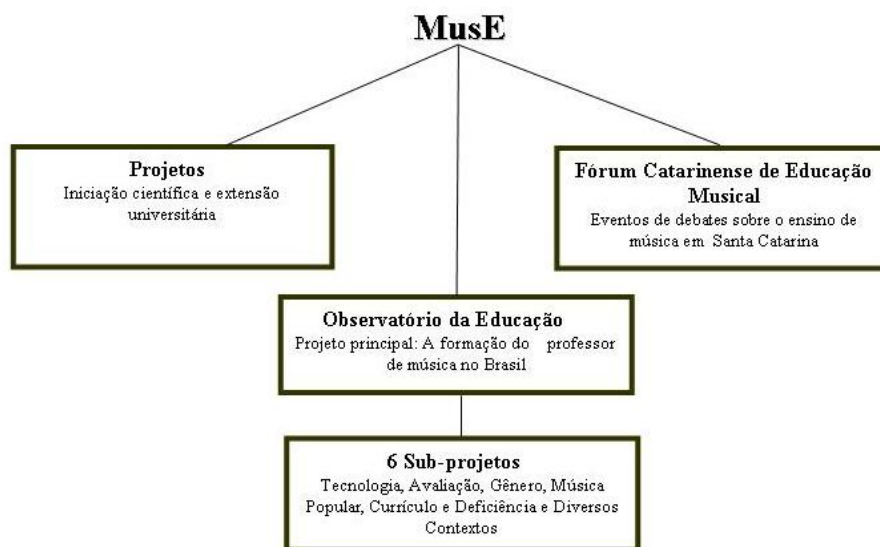 MusE
Projetos
Iniciação científica e extensão
universitária
Fórum Catarinense de Educação
Musical
Eventos de debates sobre o ensino de
música em Santa Catarina
Observatório da Educação
Projeto principal: A formação do professor
de música no Brasil
6 Sub-projetos
Tecnologia, Avaliação, Gênero, Música
Popular, Currículo e Deficiência e Diversos
Contextos